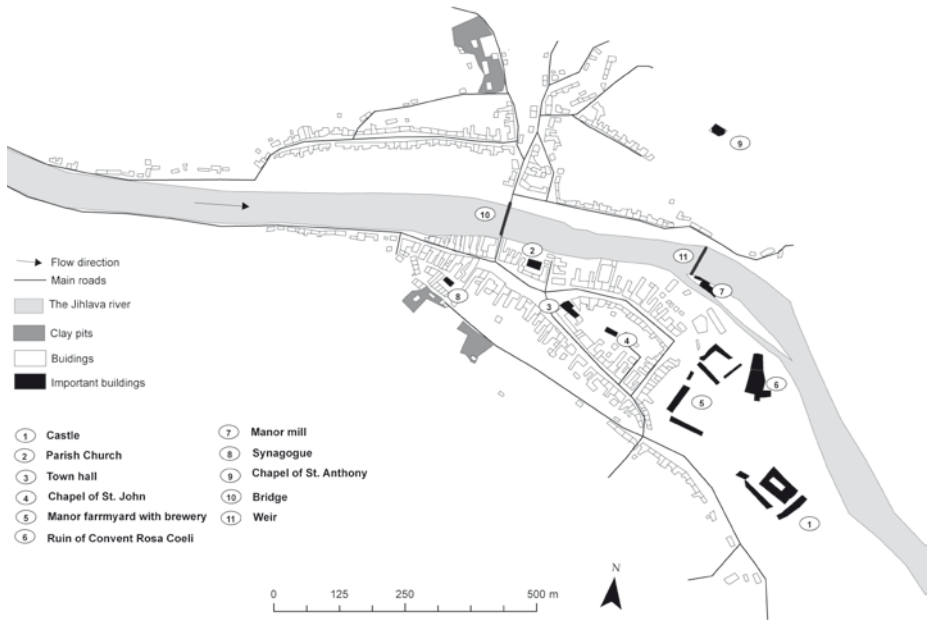 9
10
2
11
7
8
3
4
6
5
1
Flow direction
Main roads
The Jihlava river
Clay pits
Buidings
Important buildings
1 Castle
2 Parish Church
3 Town hall
4 Chapel of St. John
5 Manor farrmyard with brewery
6 Ruin of Convent Rosa Coeli
7 Manor mill
8 Synagogue
9 Chapel of St. Anthony
10 Bridge
11 Weir
N
0 125 250 500 m